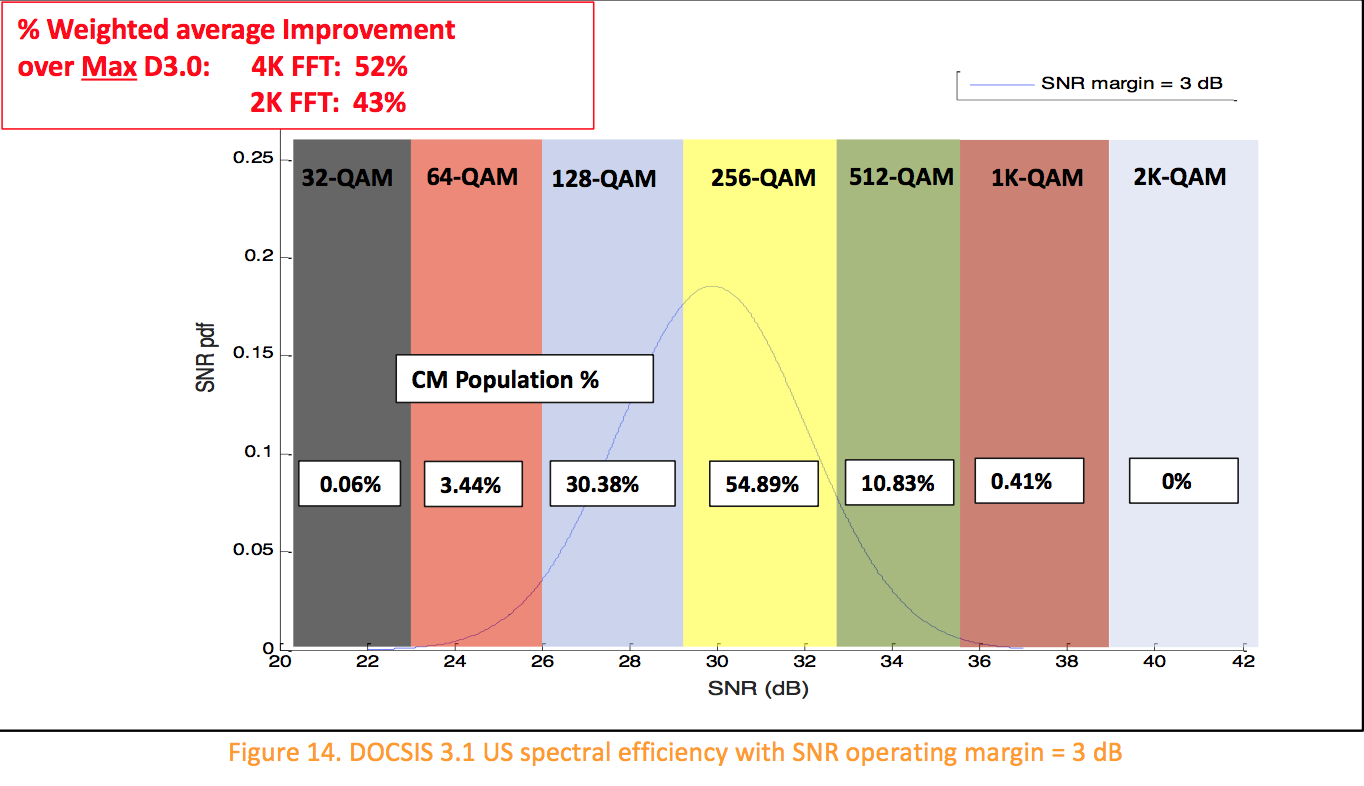 % Weighted average Improvement
over Max D3.0: 4K FFT: 52%
2K FFT: 43%
SNR margin = 3 dB
0.25
32-QAM 64-QAM 128-QAM 256-QAM 512-QAM 1K-QAM 2K-QAM
0.2
0.15
SNR pdf
CM Population %
0.1
0.06% 3.44% 30.38% 54.89% 10.83% 0.41% 0%
0.05
0
20 22 24 26 28 30 32 34 36 38 40 42
SNR (dB)
Figure 14. DOCSIS 3.1 US spectral efficiency with SNR operating margin = 3 dB